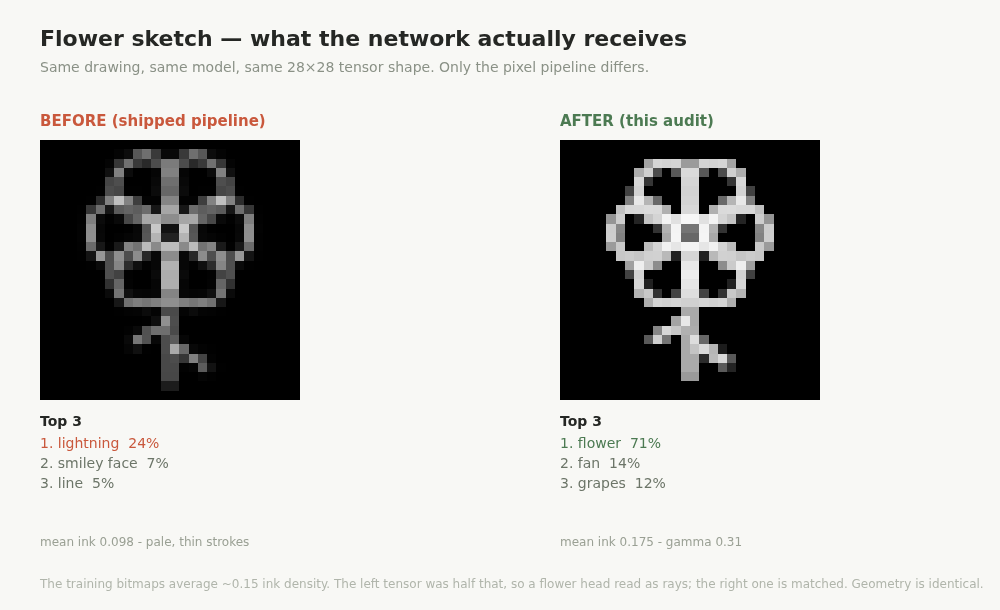 Flower sketch — what the network actually receives
Same drawing, same model, same 28×28 tensor shape. Only the pixel pipeline differs.
BEFORE (shipped pipeline)
Top 3
1. lightning 24%
2. smiley face 7%
3. line 5%
mean ink 0.098 - pale, thin strokes
AFTER (this audit)
Top 3
1. flower 71%
2. fan 14%
3. grapes 12%
mean ink 0.175 - gamma 0.31
The training bitmaps average ~0.15 ink density. The left tensor was half that, so a flower head read as rays; the right one is matched. Geometry is identical.